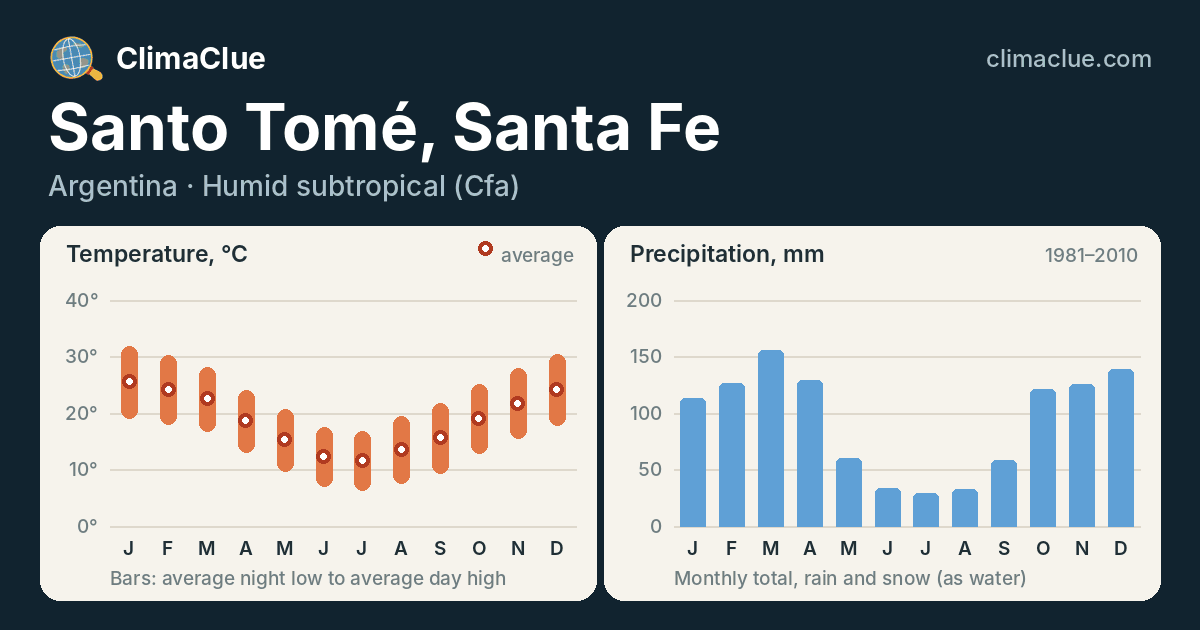 ClimaClue
climaclue.com
Santo Tomé, Santa Fe
Argentina · Humid subtropical (Cfa)
Temperature, °C
average
40°
30°
20°
10°
0°
J F M A M J J A S O N D
Bars: average night low to average day high
Precipitation, mm
1981–2010
200
150
100
50
0
J F M A M J J A S O N D
Monthly total, rain and snow (as water)